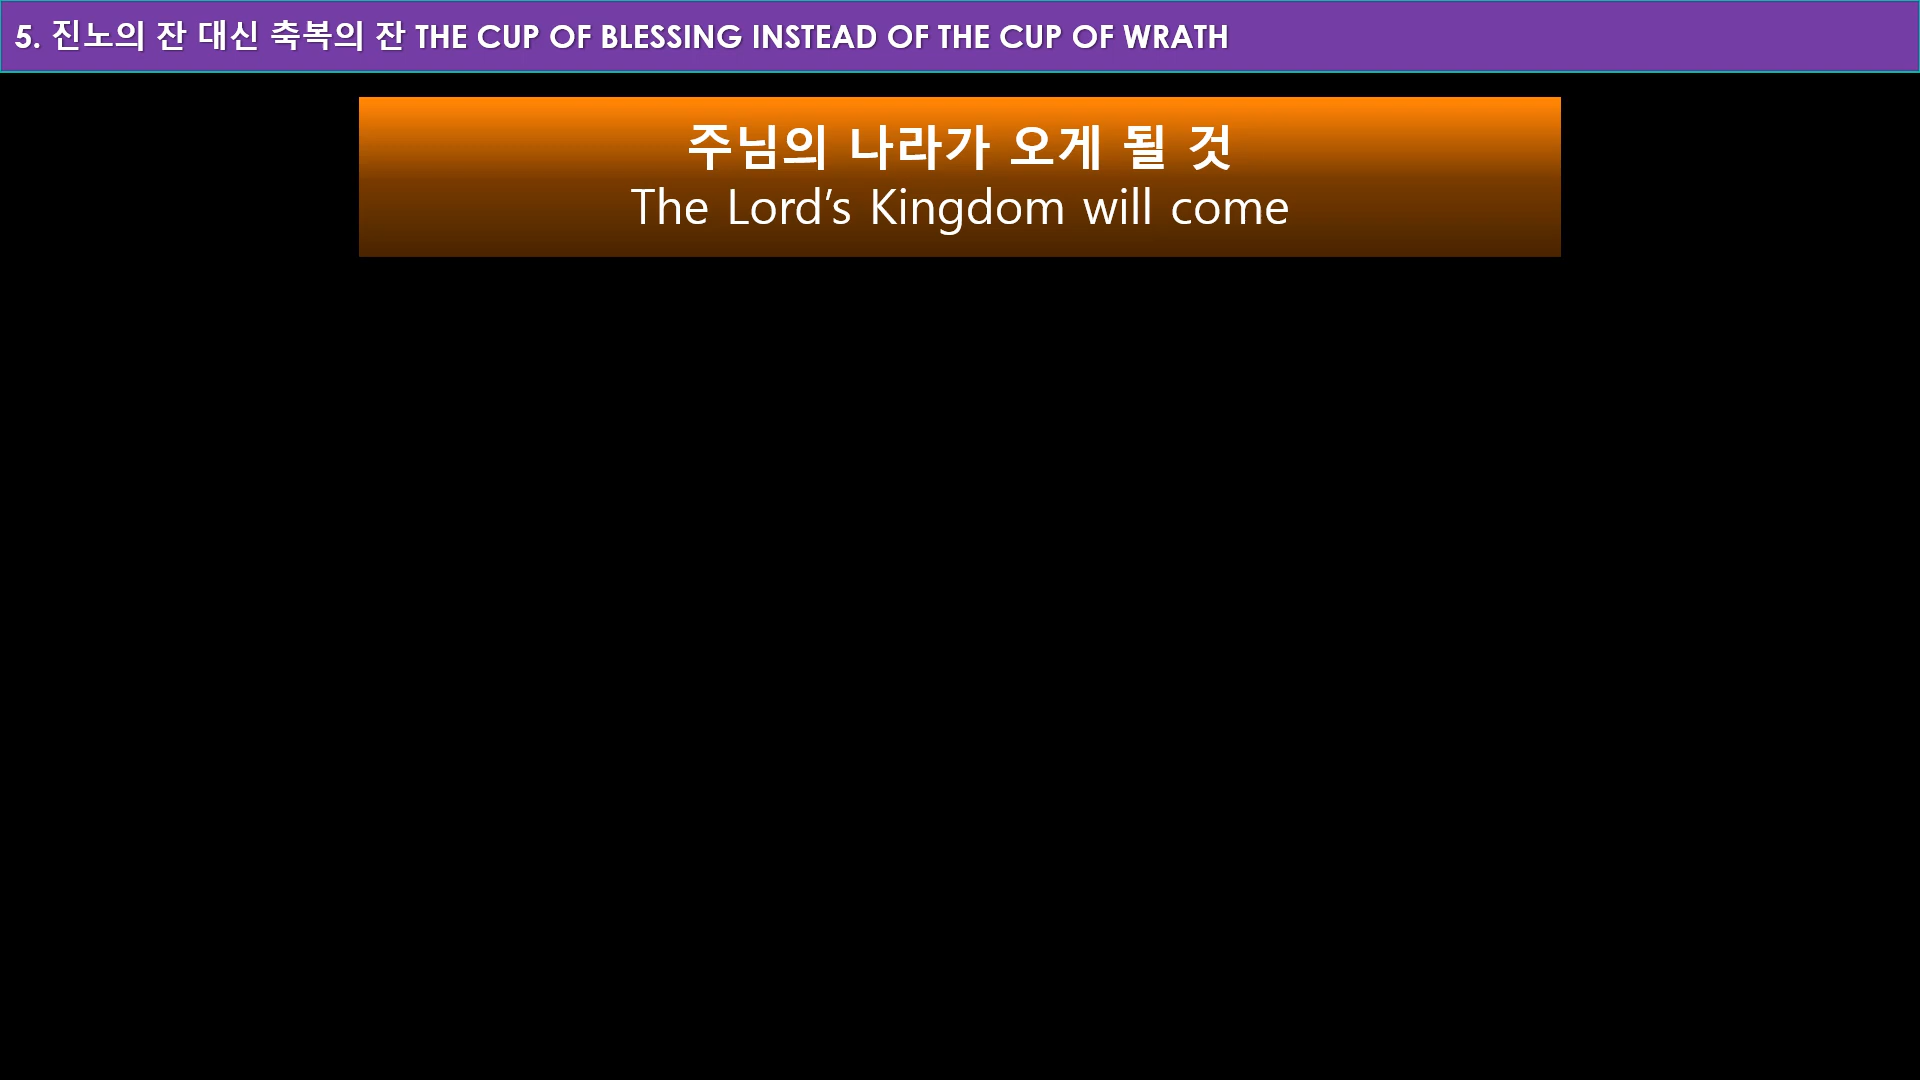 5. 진노의 잔 대신 축복의 잔 THE CUP OF BLESSING INSTEAD OF THE CUP OF WRATH
주님의 나라가 오게 될 것
The Lord’s Kingdom will come